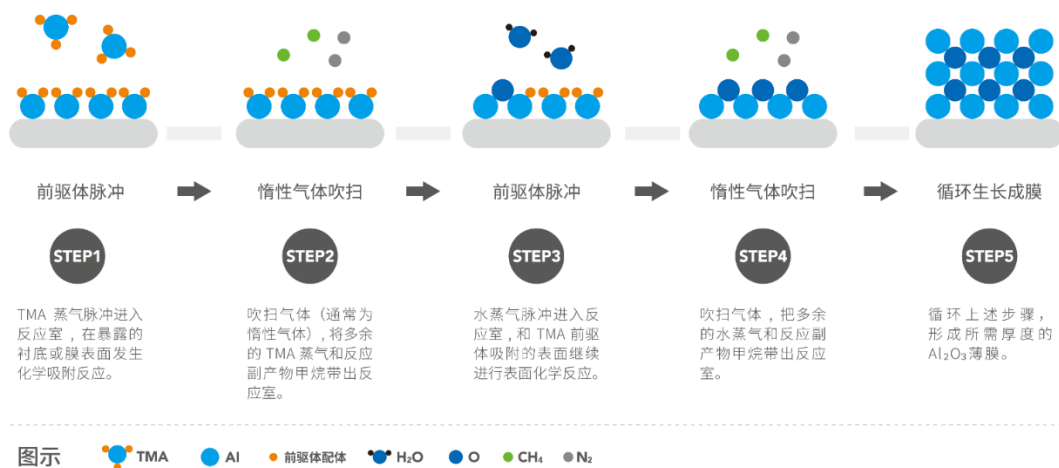 前驱体脉冲
惰性气体吹扫
前驱体脉冲
惰性气体吹扫
循环生长成膜
STEP1
STEP2
STEP3
STEP4
STEP5
TMA 蒸气脉冲进入
反应室，在暴露的
衬底或膜表面发生
化学吸附反应。
吹扫气体（通常为
惰性气体），将多余
的 TMA 蒸气和反应
副产物甲烷带出反
应室。
水蒸气脉冲进入反
应室，和 TMA 前驱
体吸附的表面继续
进行表面化学反应。
吹扫气体，把多余
的水蒸气和反应副
产物甲烷带出反应
室。
循环上述步骤，
形成所需厚度的
Al₂O₃薄膜。
图示
TMA
Al
前驱体配体
H₂O
O
CH₄
N₂